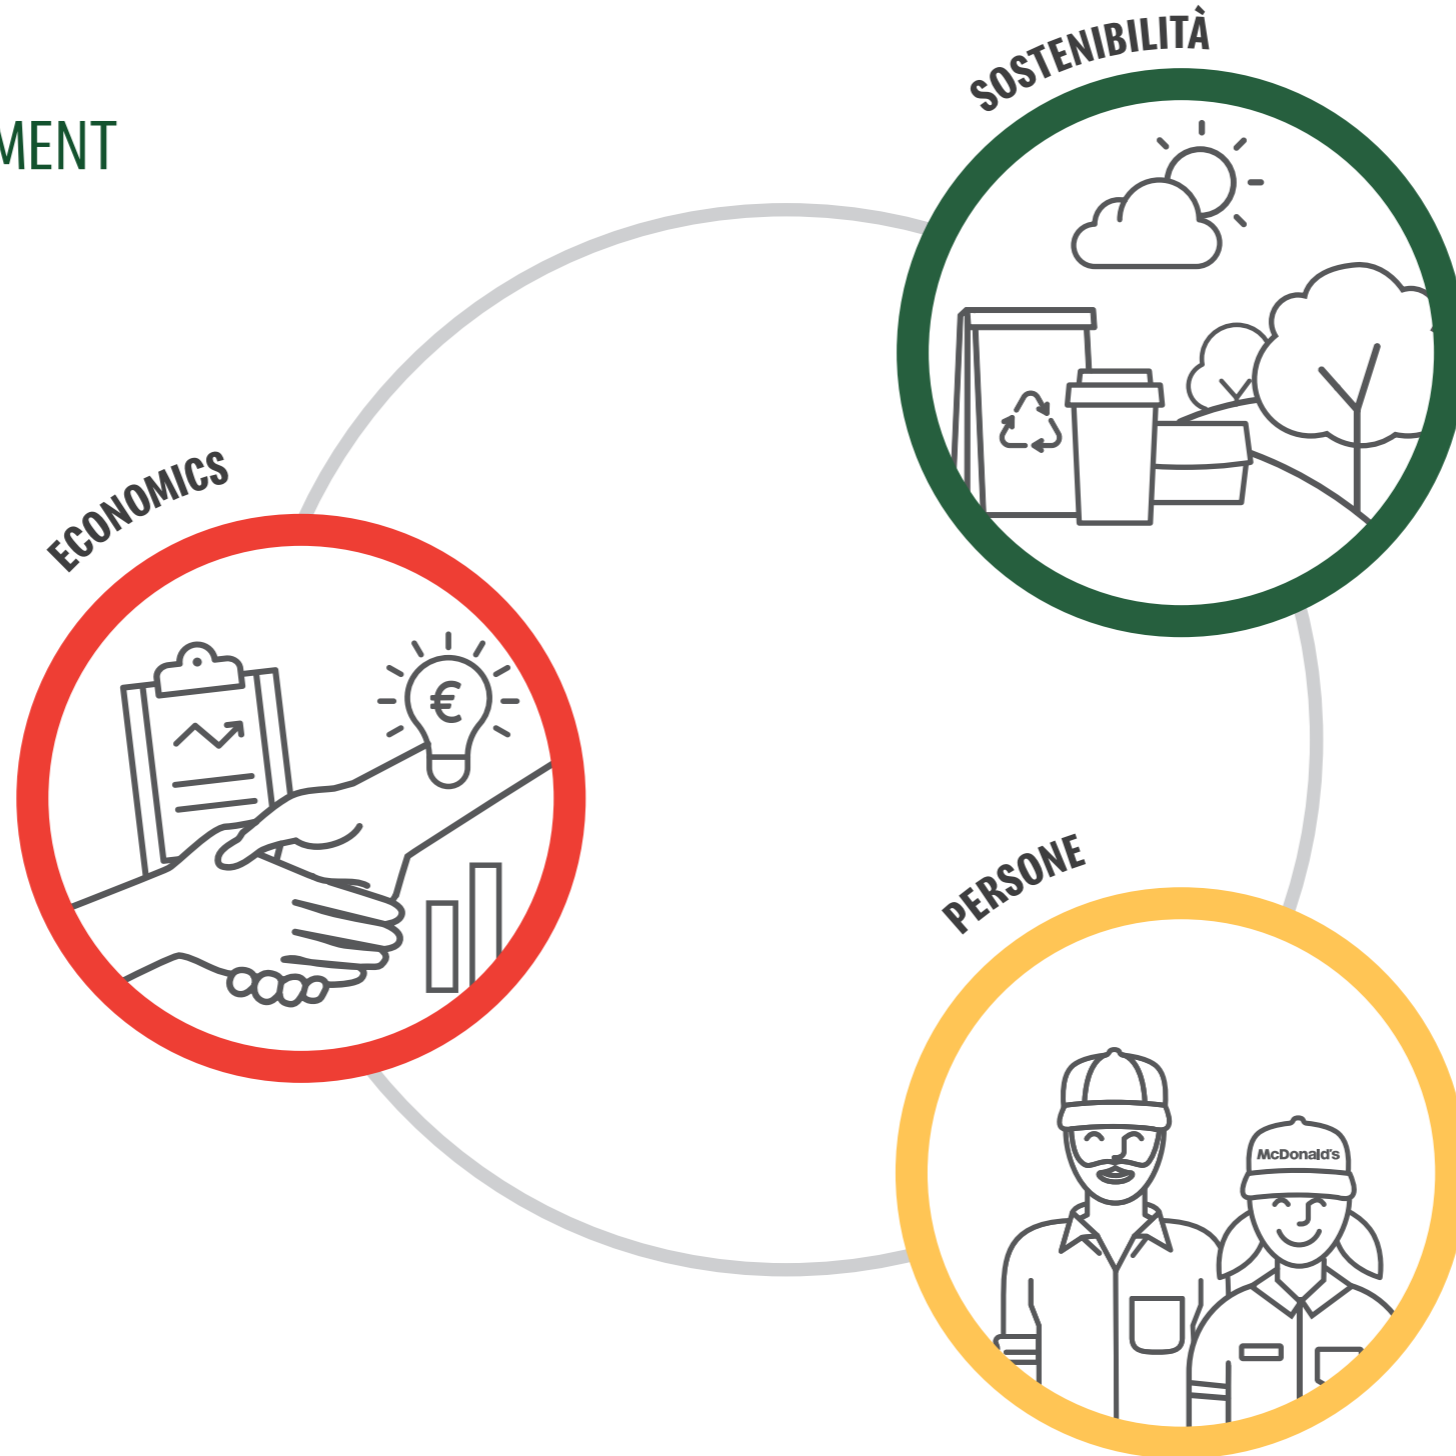 MENT
SOSTENIBILITÀ
ECONOMICS
€
PERSONE
McDonald's